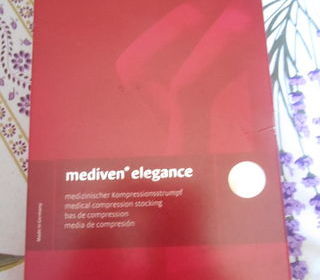 mediven® elegance
medizinischer Kompressionsstrumpf
medical compression stocking
bas de compression
media de compresión
Made in Germany